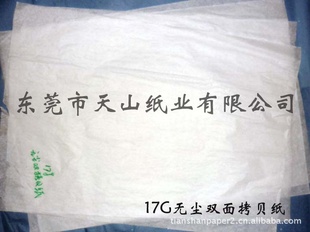 东莞市天山纸业有限公司
17g
17G无尘双面拷贝纸
tianshanpaper2.cn.alibaba.com